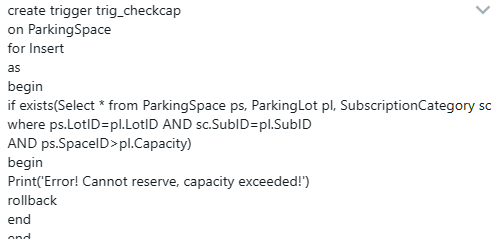 create trigger trig_checkcap
on ParkingSpace
for Insert
as
begin
if exists(Select * from ParkingSpace ps, ParkingLot pl, SubscriptionCategory sc
where ps.LotID=pl.LotID AND sc.SubID=pl.SubID
AND ps.SpaceID>pl.Capacity)
begin
Print('Error! Cannot reserve, capacity exceeded!')
rollback
end
end